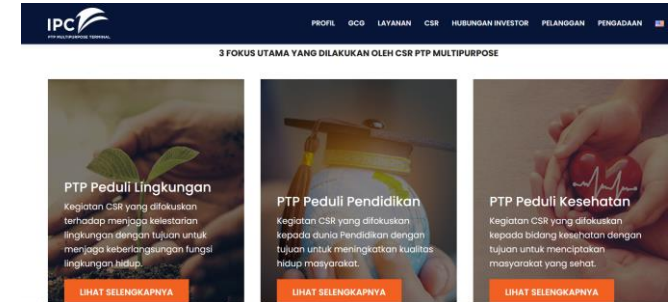 IPC
PTP MULTIPURPOSE TERMINAL
PROFIL GCG LAYANAN CSR HUBUNGAN INVESTOR PELANGGAN PENGADAAN
3 FOKUS UTAMA YANG DILAKUKAN OLEH CSR PTP MULTIPURPOSE
PTP Peduli Lingkungan
Kegiatan CSR yang difokuskan
terhadap menjaga kelestarian
lingkungan dengan tujuan untuk
menjaga keberlangsungan fungsi
lingkungan hidup.
LIHAT SELENGKAPNYA
PTP Peduli Pendidikan
Kegiatan CSR yang difokuskan
kepada dunia Pendidikan dengan
tujuan untuk meningkatkan kualitas
hidup masyarakat.
LIHAT SELENGKAPNYA
PTP Peduli Kesehatan
Kegiatan CSR yang difokuskan
kepada bidang kesehatan dengan
tujuan untuk menciptakan
masyarakat yang sehat.
LIHAT SELENGKAPNYA